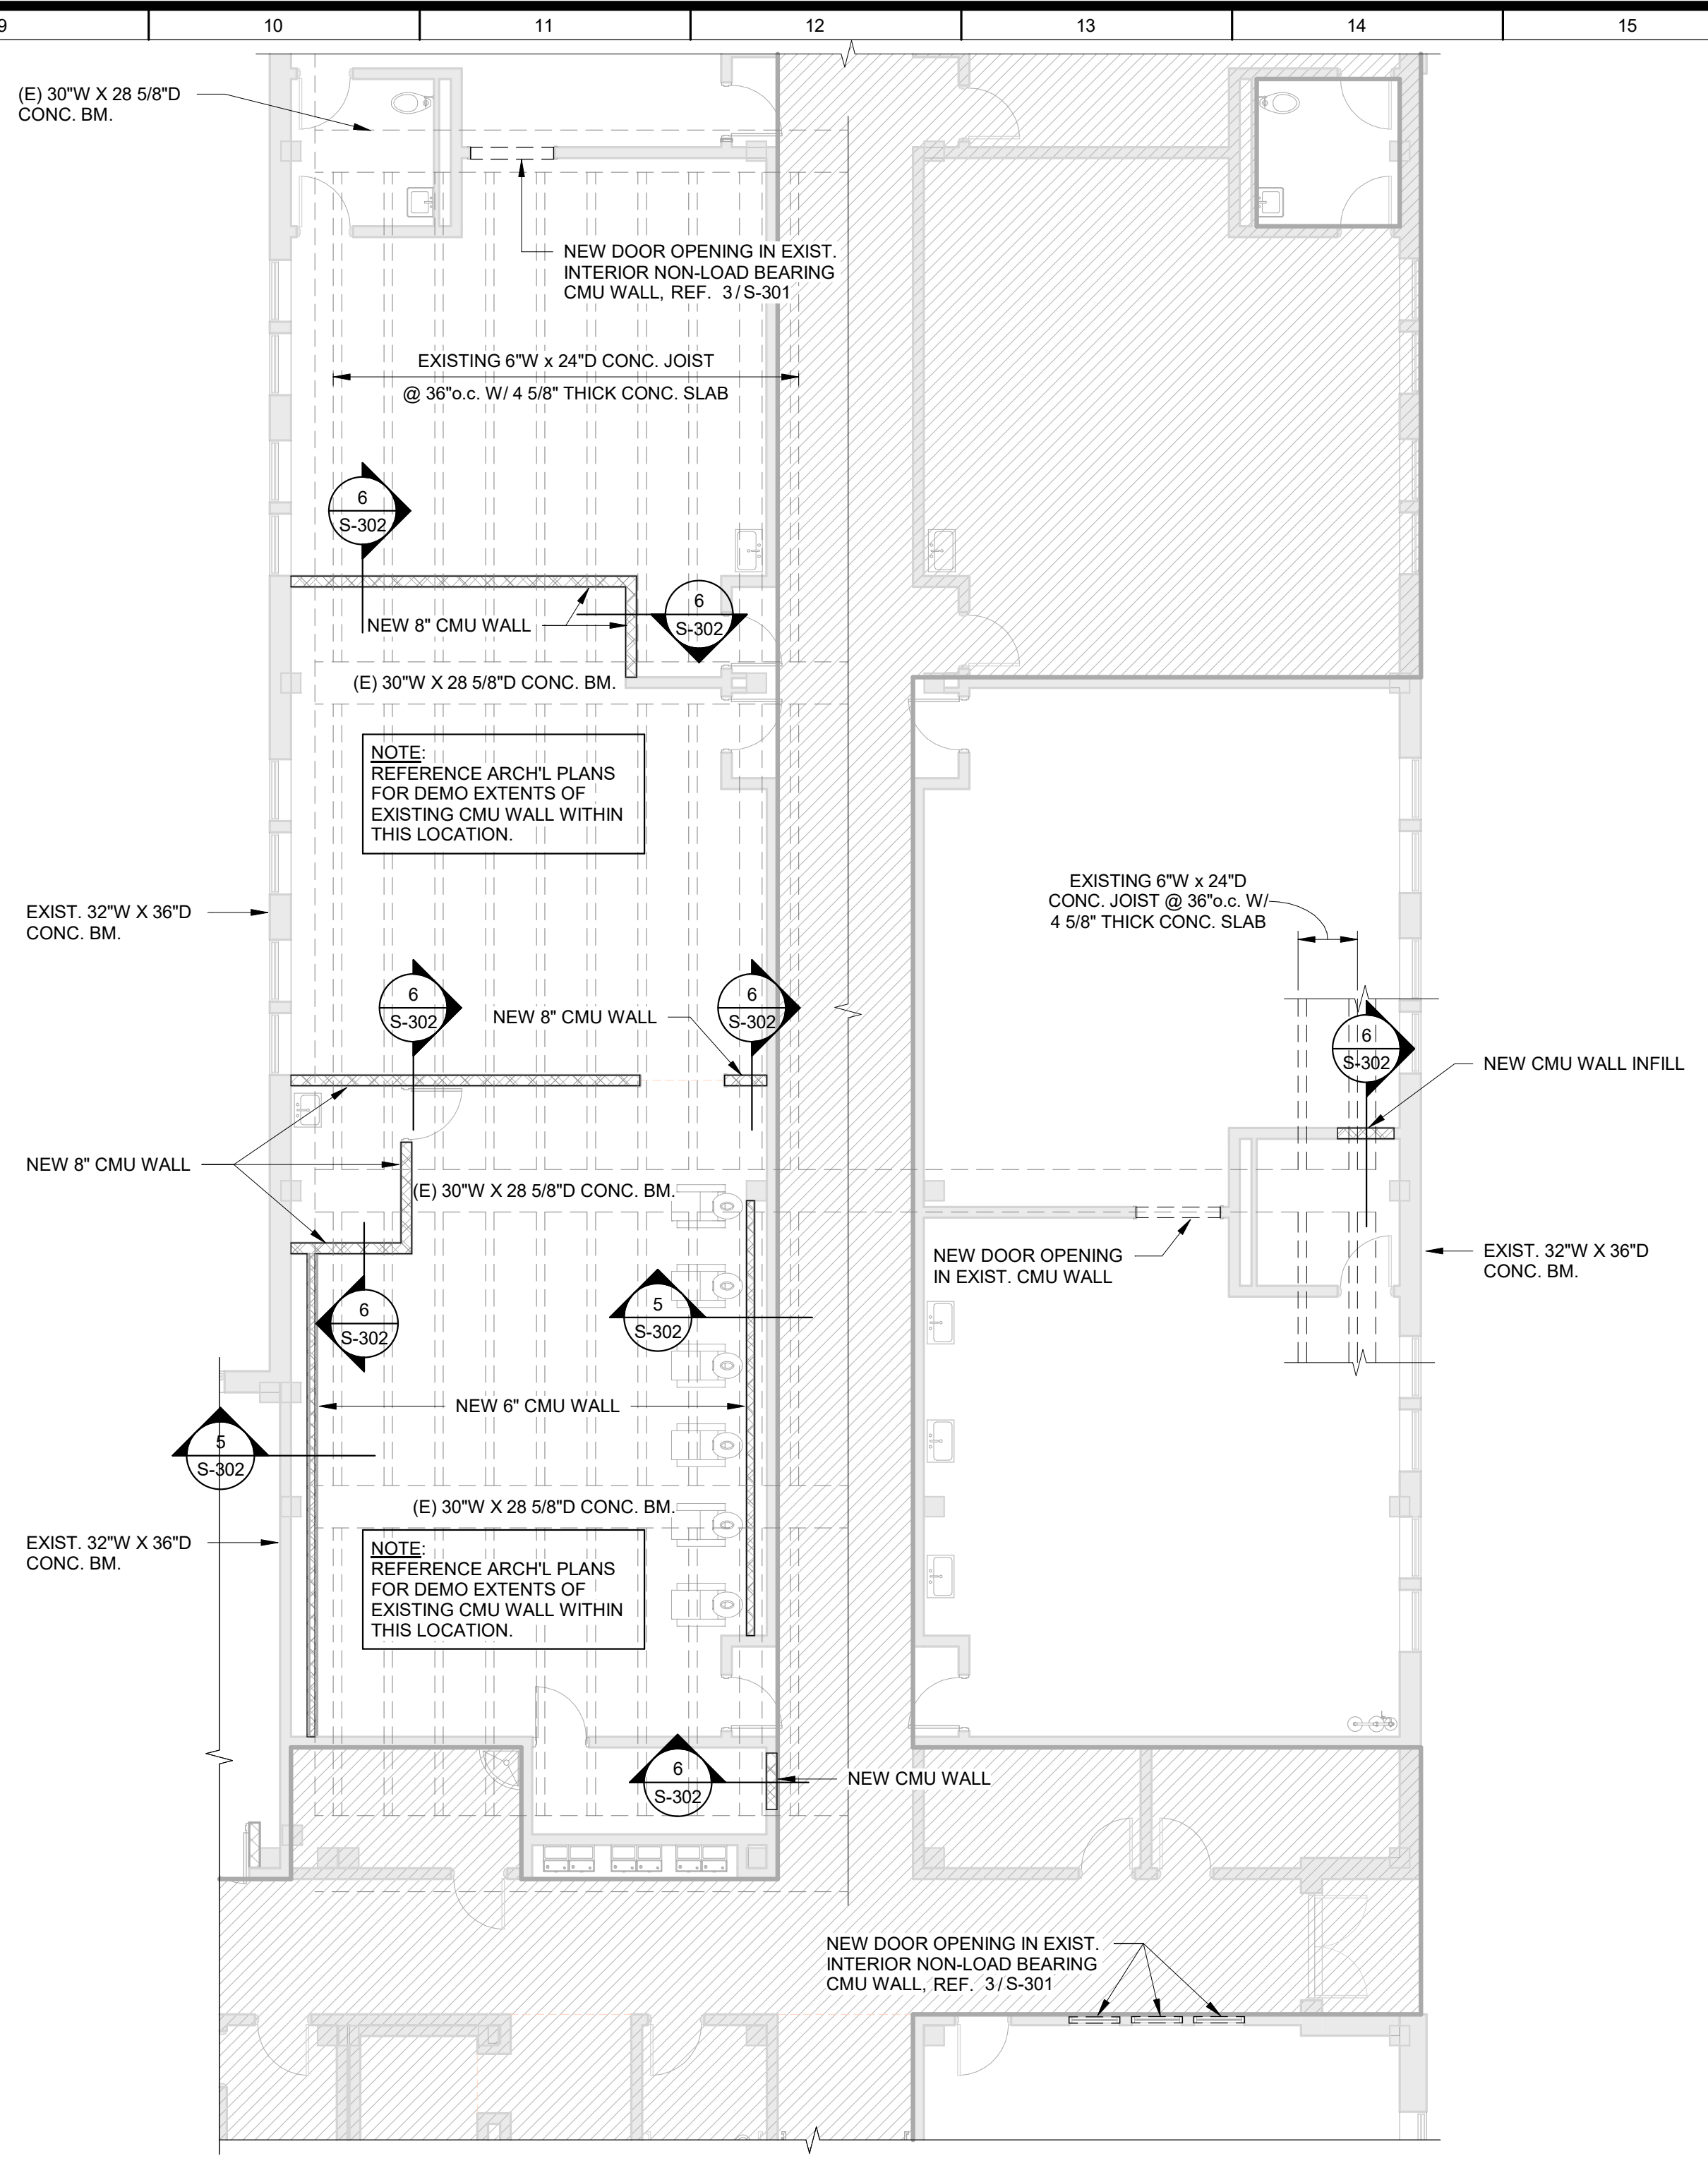 9
10
11
12
13
14
15
(E) 30"W X 28 5/8"D
CONC. BM.
NEW DOOR OPENING IN EXIST.
INTERIOR NON-LOAD BEARING
CMU WALL, REF. 3/S-301
EXISTING 6"W x 24"D CONC. JOIST
@ 36"o.c. W/ 4 5/8" THICK CONC. SLAB
6
S-302
6
S-302
NEW 8" CMU WALL
(E) 30"W X 28 5/8"D CONC. BM.
NOTE:
REFERENCE ARCH'L PLANS
FOR DEMO EXTENTS OF
EXISTING CMU WALL WITHIN
THIS LOCATION.
EXISTING 6"W x 24"D
CONC. JOIST @ 36"o.c. W/
4 5/8" THICK CONC. SLAB
EXIST. 32"W X 36"D
CONC. BM.
6
S-302
NEW 8" CMU WALL
6
S-302
6
S-302
NEW CMU WALL INFILL
NEW 8" CMU WALL
(E) 30"W X 28 5/8"D CONC. BM.
NEW DOOR OPENING
IN EXIST. CMU WALL
EXIST. 32"W X 36"D
CONC. BM.
6
S-302
5
S-302
NEW 6" CMU WALL
5
S-302
(E) 30"W X 28 5/8"D CONC. BM.
EXIST. 32"W X 36"D
CONC. BM.
NOTE:
REFERENCE ARCH'L PLANS
FOR DEMO EXTENTS OF
EXISTING CMU WALL WITHIN
THIS LOCATION.
6
S-302
NEW CMU WALL
NEW DOOR OPENING IN EXIST.
INTERIOR NON-LOAD BEARING
CMU WALL, REF. 3/S-301